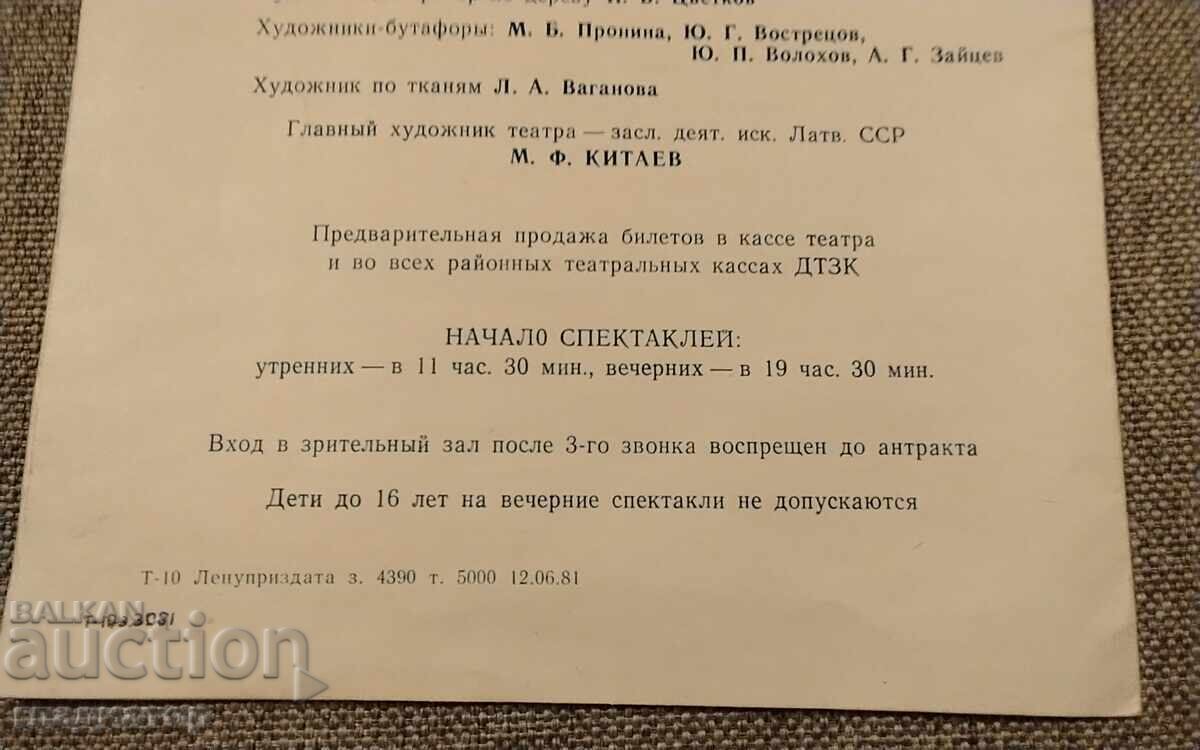 дереву И. В. Цветков
Художники-бутафоры: М. Б. Пронина, Ю. Г. Вострецов,
Ю. П. Волохов, А. Г. Зайцев
Художник по тканям Л. А. Ваганова
Главный художник театра — засл. деят. иск. Латв. ССР
М. Ф. КИТАЕВ
Предварительная продажа билетов в кассе театра
и во всех районных театральных кассах ДТЗК
НАЧАЛО СПЕКТАКЛЕЙ:
утренних — в 11 час. 30 мин., вечерних — в 19 час. 30 мин.
Вход в зрительный зал после 3-го звонка воспрещен до антракта
Дети до 16 лет на вечерние спектакли не допускаются
Т-10 Ленуприздата з. 4390 т. 5000 12.06.81
BALKAN
auction